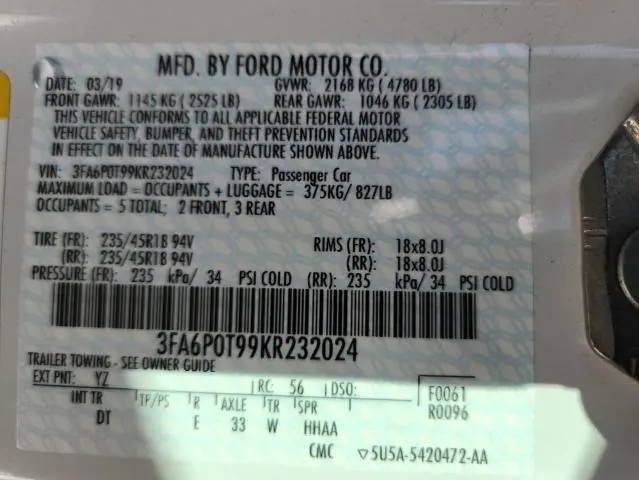 MFD. BY FORD MOTOR CO.
DATE: 03/19 GVWR: 2168 KG ( 4780 LB)
FRONT GAWR: 1145 KG ( 2525 LB) REAR GAWR: 1046 KG ( 2305 LB)
THIS VEHICLE CONFORMS TO ALL APPLICABLE FEDERAL MOTOR
VEHICLE SAFETY, BUMPER, AND THEFT PREVENTION STANDARDS
IN EFFECT ON THE DATE OF MANUFACTURE SHOWN ABOVE.
VIN: 3FA6P0T99KR232024 TYPE: Passenger Car
MAXIMUM LOAD = OCCUPANTS + LUGGAGE = 375KG/ 827LB
OCCUPANTS = 5 TOTAL; 2 FRONT, 3 REAR
TIRE (FR): 235/45R18 94V RIMS (FR): 18x8.0J
(RR): 235/45R18 94V (RR): 18x8.0J
PRESSURE (FR): 235 kPa/ 34 PSI COLD (RR): 235 kPa/ 34 PSI COLD
3FA6P0T99KR232024
TRAILER TOWING - SEE OWNER GUIDE
EXT PNT: YZ RC: 56 DSO: F0061
INT TR TP/PS R AXLE TR SPR R0096
DT E 33 W HHAA
CMC ▽5U5A-5420472-AA